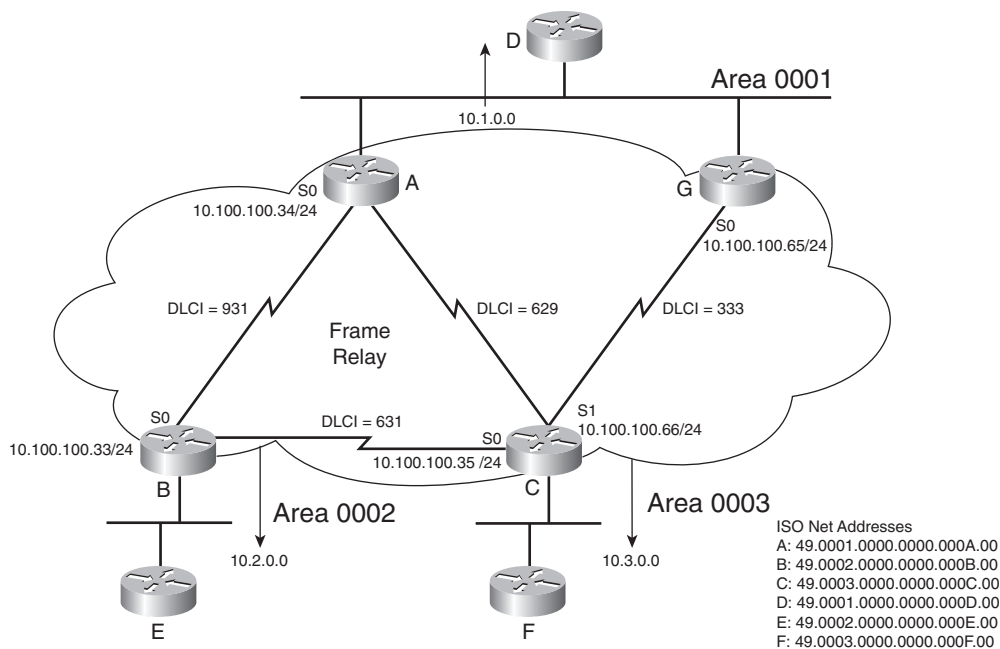 D
Area 0001
10.1.0.0
S0
A
G
10.100.100.34/24
S0
10.100.100.65/24
DLCI = 931
DLCI = 629
DLCI = 333
Frame
Relay
S0
DLCI = 631
S1
10.100.100.66/24
10.100.100.33/24
S0
10.100.100.35 /24
B
C
Area 0002
Area 0003
10.2.0.0
10.3.0.0
E
F
ISO Net Addresses
A: 49.0001.0000.0000.000A.00
B: 49.0002.0000.0000.000B.00
C: 49.0003.0000.0000.000C.00
D: 49.0001.0000.0000.000D.00
E: 49.0002.0000.0000.000E.00
F: 49.0003.0000.0000.000F.00